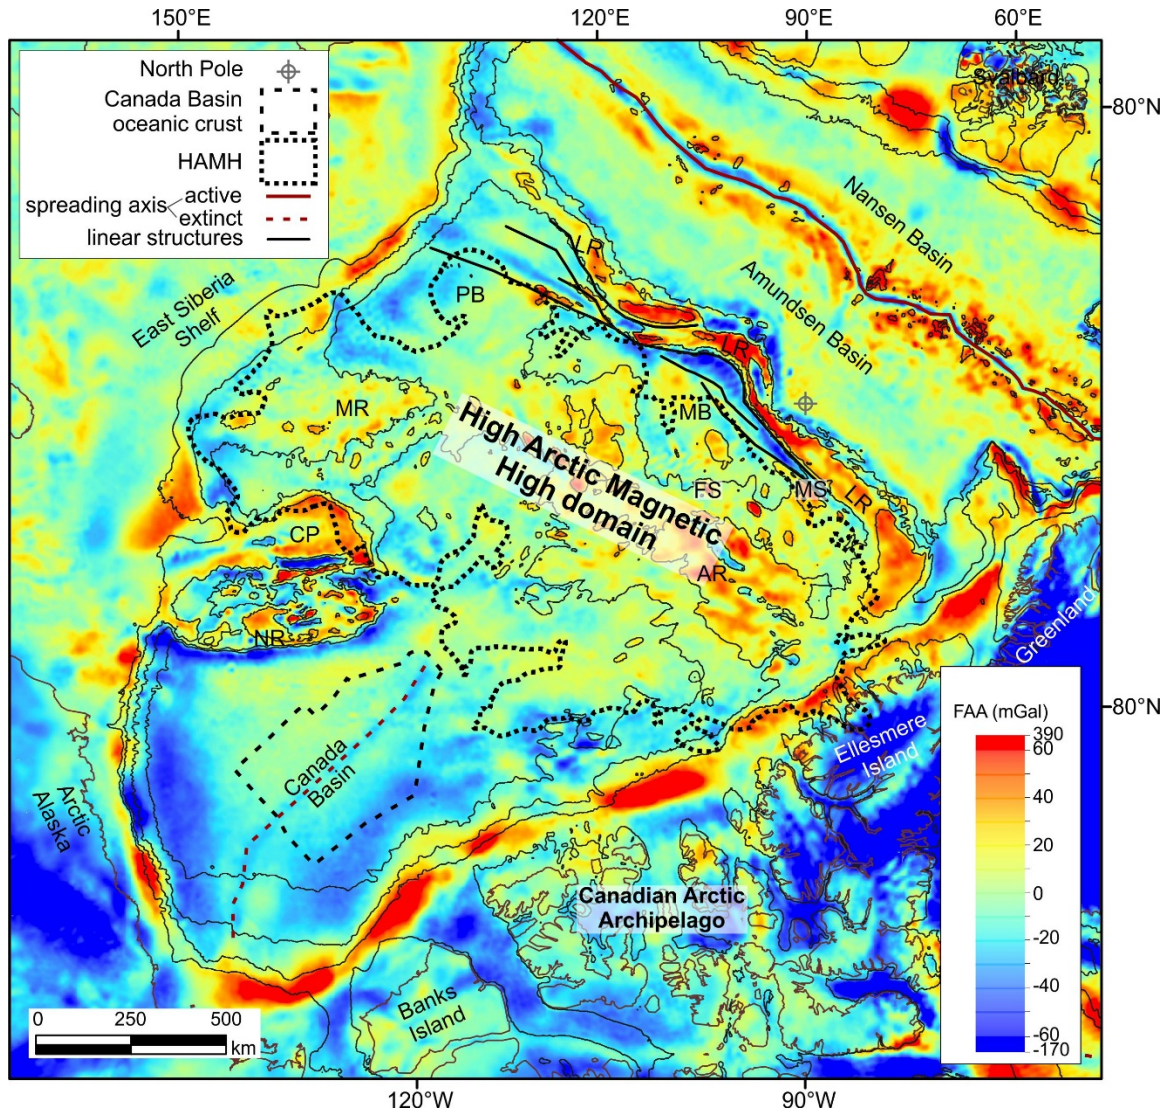 150°E 120°E 90°E 60°E
North Pole
Canada Basin
oceanic crust
HAMH
spreading axis active
extinct
linear structures
Svalbard
80°N
Nansen Basin
Amundsen Basin
East Siberia
Shelf
LR
PB
LR
MR
MB
High Arctic Magnetic
High domain
FS
MS
LR
CP
AR
NR
Greenland
80°N
Canada
Basin
Arctic
Alaska
Ellesmere
Island
Canadian Arctic
Archipelago
Banks
Island
FAA (mGal)
390
60
40
20
0
-20
-40
-60
-170
0 250 500
km
120°W 90°W